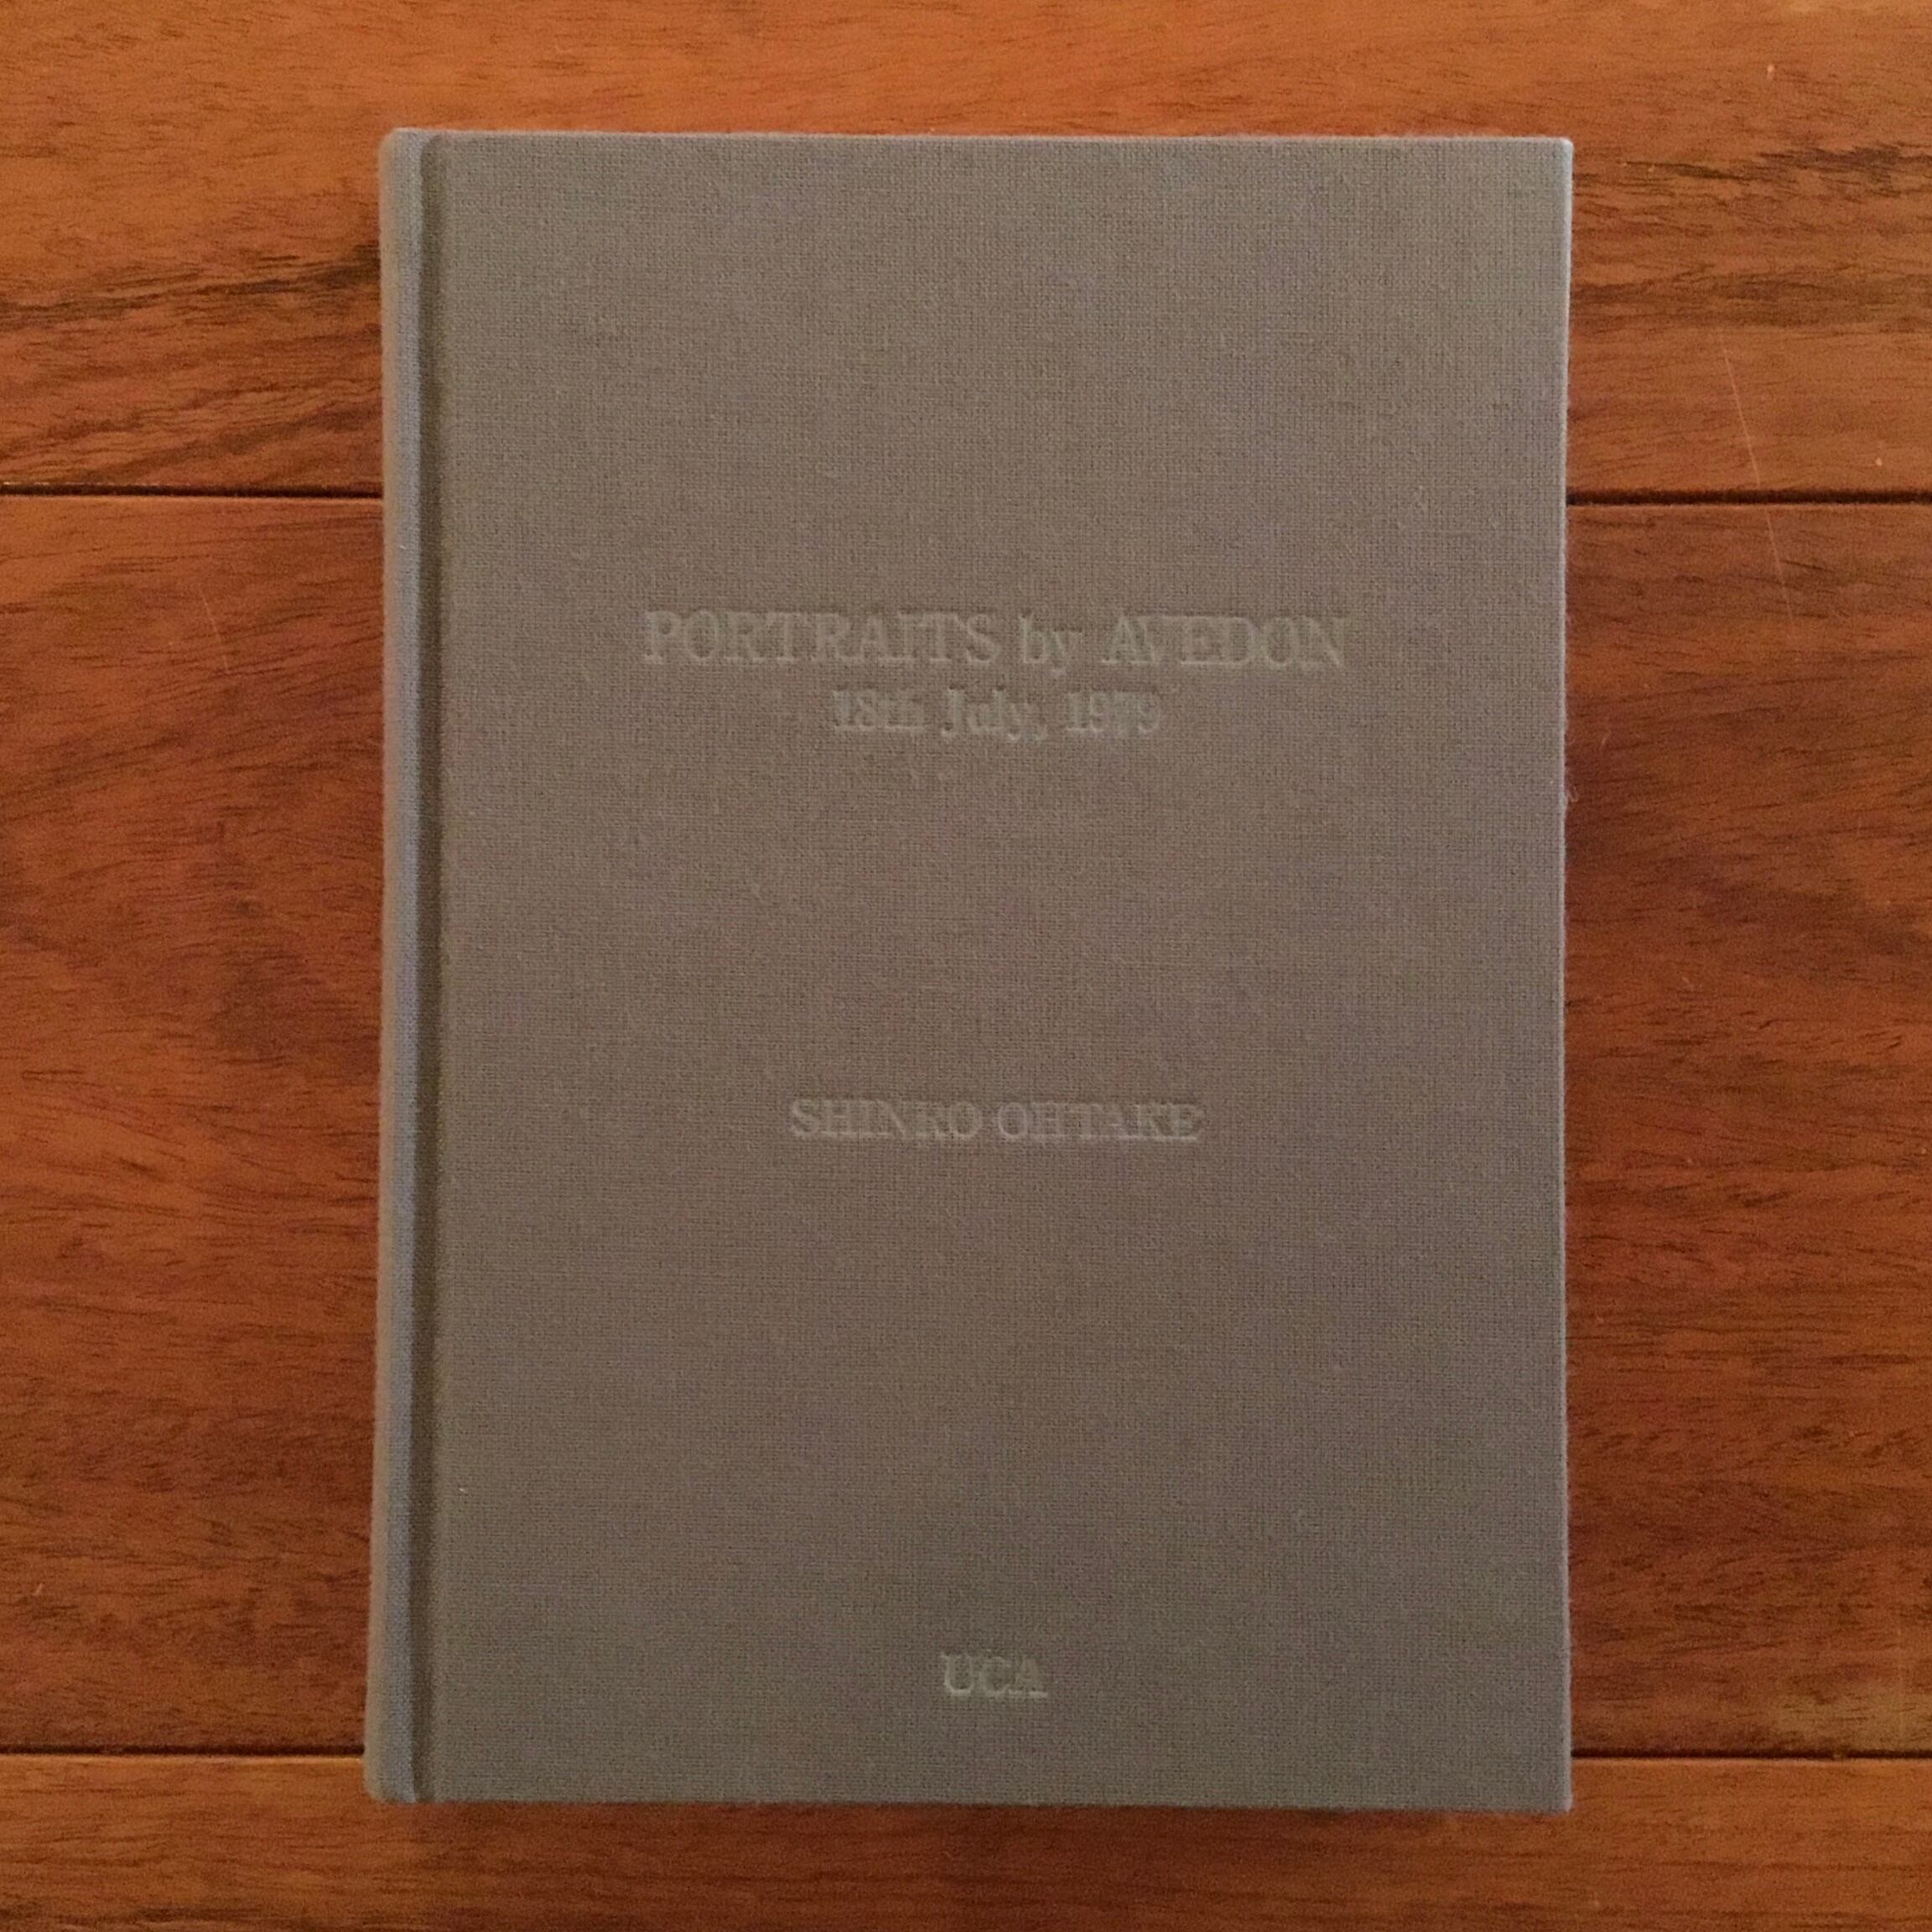 PORTRAITS by AVEDON
18th July, 1979
SHINRO OHTAKE
UCA